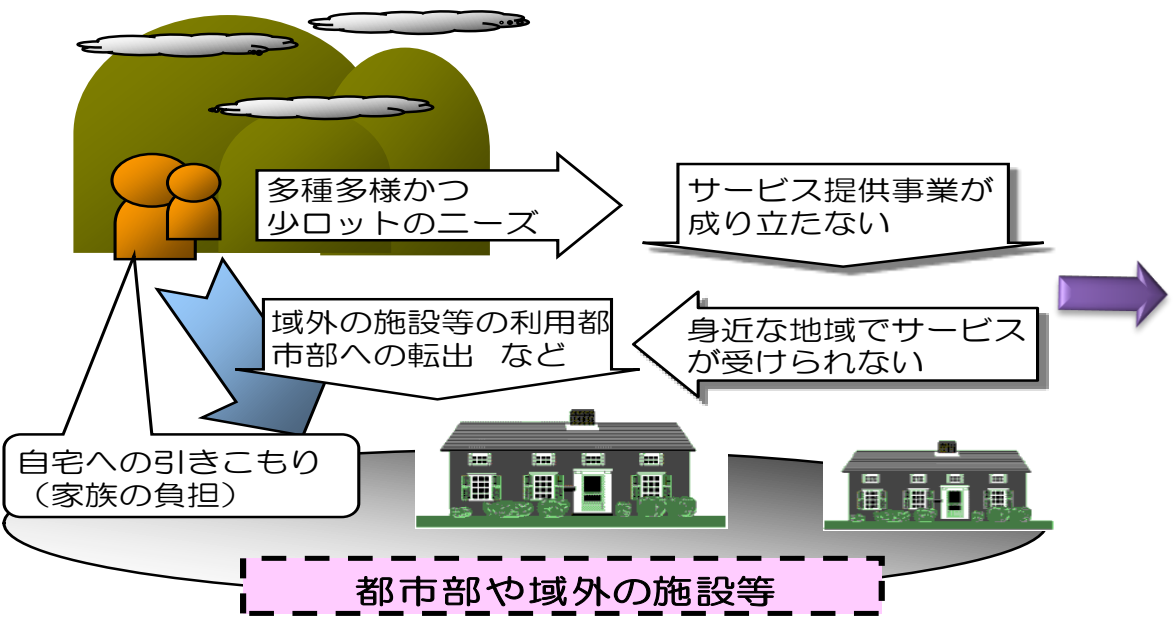 多種多様かつ
少ロットのニーズ
サービス提供事業が
成り立たない
身近な地域でサービス
が受けられない
域外の施設等の利用都
市部への転出 など
自宅への引きこもり
（家族の負担）
都市部や域外の施設等